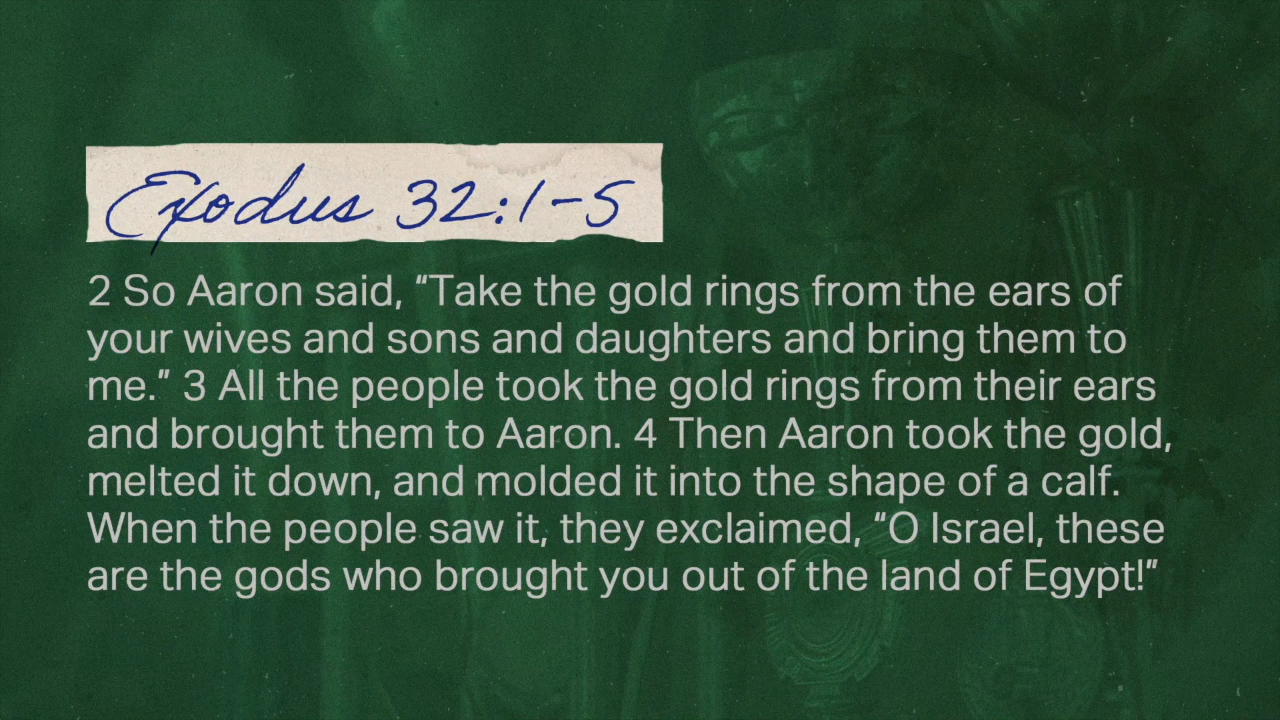 Exodus 32:1-5
2 So Aaron said, “Take the gold rings from the ears of
your wives and sons and daughters and bring them to
me.” 3 All the people took the gold rings from their ears
and brought them to Aaron. 4 Then Aaron took the gold,
melted it down, and molded it into the shape of a calf.
When the people saw it, they exclaimed, “O Israel, these
are the gods who brought you out of the land of Egypt!”